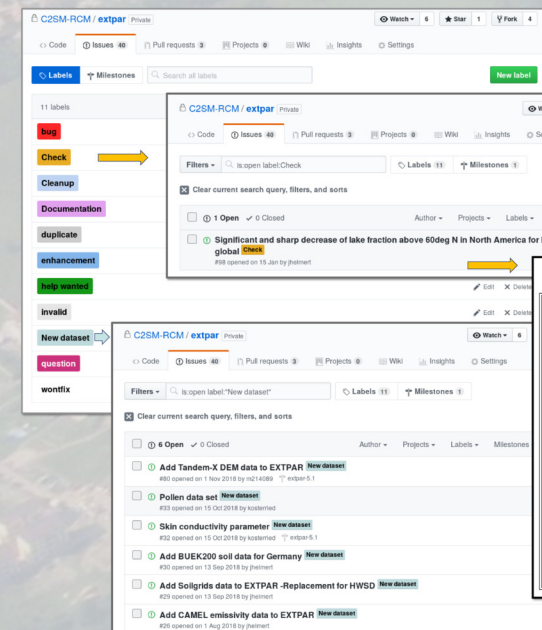 C2SM-RCM / extpar Private
Watch 6 Star 1 Fork 4
Code Issues 40 Pull requests 3 Projects 0 Wiki Insights Settings
Labels Milestones Search all labels New label
11 labels
bug
Check
Cleanup
Documentation
duplicate
enhancement
help wanted
invalid
New dataset
question
wontfix
C2SM-RCM / extpar Private
Code Issues 40 Pull requests 3 Projects 0 Wiki Insights
Filters is:open label:Check Labels 11 Milestones 1
Clear current search query, filters, and sorts
1 Open 0 Closed Author Projects Labels
Significant and sharp decrease of lake fraction above 60deg N in North America for
global Check
#98 opened on 15 Jan by jhelmert
Edit Delete
Edit Delete
C2SM-RCM / extpar Private
Watch 6
Code Issues 40 Pull requests 3 Projects 0 Wiki Insights Settings
Filters is:open label:"New dataset" Labels 11 Milestones 1
Clear current search query, filters, and sorts
6 Open 0 Closed Author Projects Labels Milestones
Add Tandem-X DEM data to EXTPAR New dataset
#80 opened on 1 Nov 2018 by m214089 extpar-5.1
Pollen data set New dataset
#33 opened on 15 Oct 2018 by kosterried
Skin conductivity parameter New dataset
#32 opened on 15 Oct 2018 by kosterried extpar-5.1
Add BUEK200 soil data for Germany New dataset
#30 opened on 13 Sep 2018 by jhelmert
Add Soilgrids data to EXTPAR -Replacement for HWSD New dataset
#29 opened on 13 Sep 2018 by jhelmert
Add CAMEL emissivity data to EXTPAR New dataset
#26 opened on 1 Aug 2018 by jhelmert